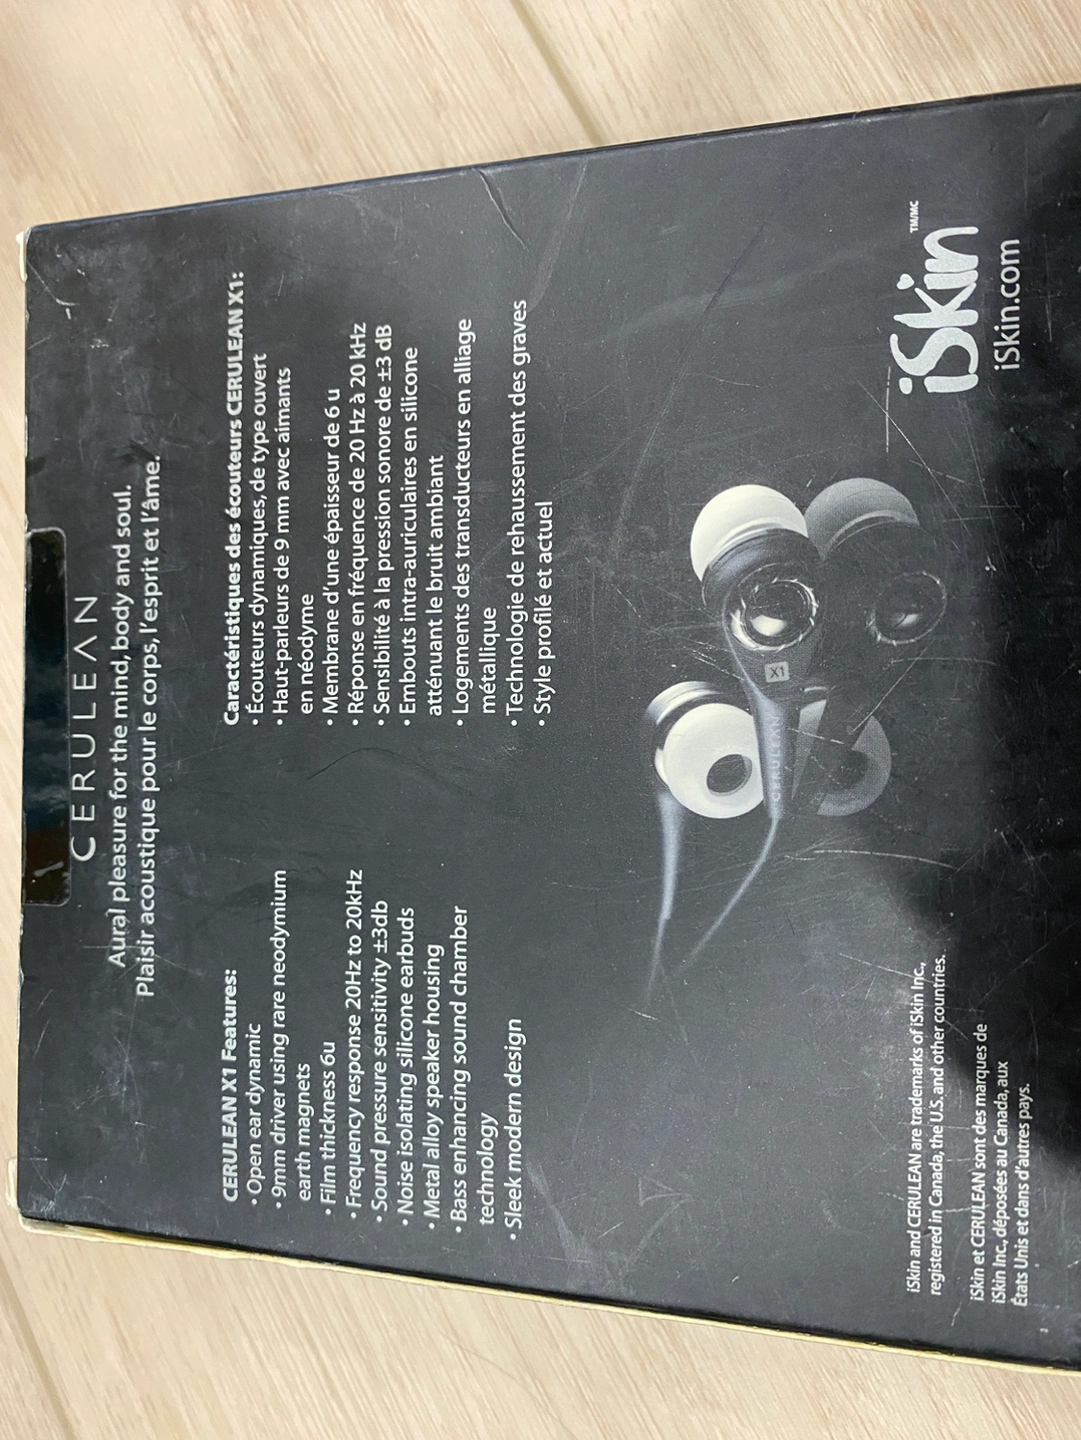 CERULEAN
Aural pleasure for the mind, body and soul.
Plaisir acoustique pour le corps, l'esprit et l'âme.
CERULEAN X1 Features:
• Open ear dynamic
• 9mm driver using rare neodymium
earth magnets
• Film thickness 6u
• Frequency response 20Hz to 20kHz
• Sound pressure sensitivity ±3db
• Noise isolating silicone earbuds
• Metal alloy speaker housing
• Bass enhancing sound chamber
technology
• Sleek modern design
Caractéristiques des écouteurs CERULEAN X1:
• Écouteurs dynamiques, de type ouvert
• Haut-parleurs de 9 mm avec aimants
en néodyme
• Membrane d'une épaisseur de 6 u
• Réponse en fréquence de 20 Hz à 20 kHz
• Sensibilité à la pression sonore de ±3 dB
• Embouts intra-auriculaires en silicone
atténuant le bruit ambiant
• Logements des transducteurs en alliage
métallique
• Technologie de rehaussement des graves
• Style profilé et actuel
CERULEAN X1
iSkin and CERULEAN are trademarks of iSkin Inc.,
registered in Canada, the U.S. and other countries.
iSkin et CERULEAN sont des marques de
iSkin Inc., déposées au Canada, aux
États Unis et dans d'autres pays.
iSkin TM/MC
iSkin.com